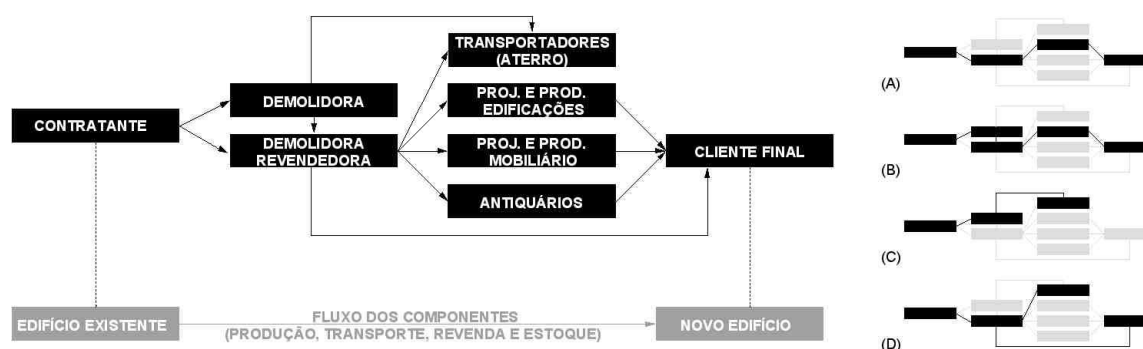 TRANSPORTADORES
(ATERRO)
DEMOLIDORA
PROJ. E PROD.
EDIFICAÇÕES
CONTRATANTE
DEMOLIDORA
REVENDEDORA
PROJ. E PROD.
MOBILIÁRIO
CLIENTE FINAL
ANTIQUÁRIOS
EDIFÍCIO EXISTENTE
FLUXO DOS COMPONENTES
(PRODUÇÃO, TRANSPORTE, REVENDA E ESTOQUE)
NOVO EDIFÍCIO
(A)
(B)
(C)
(D)